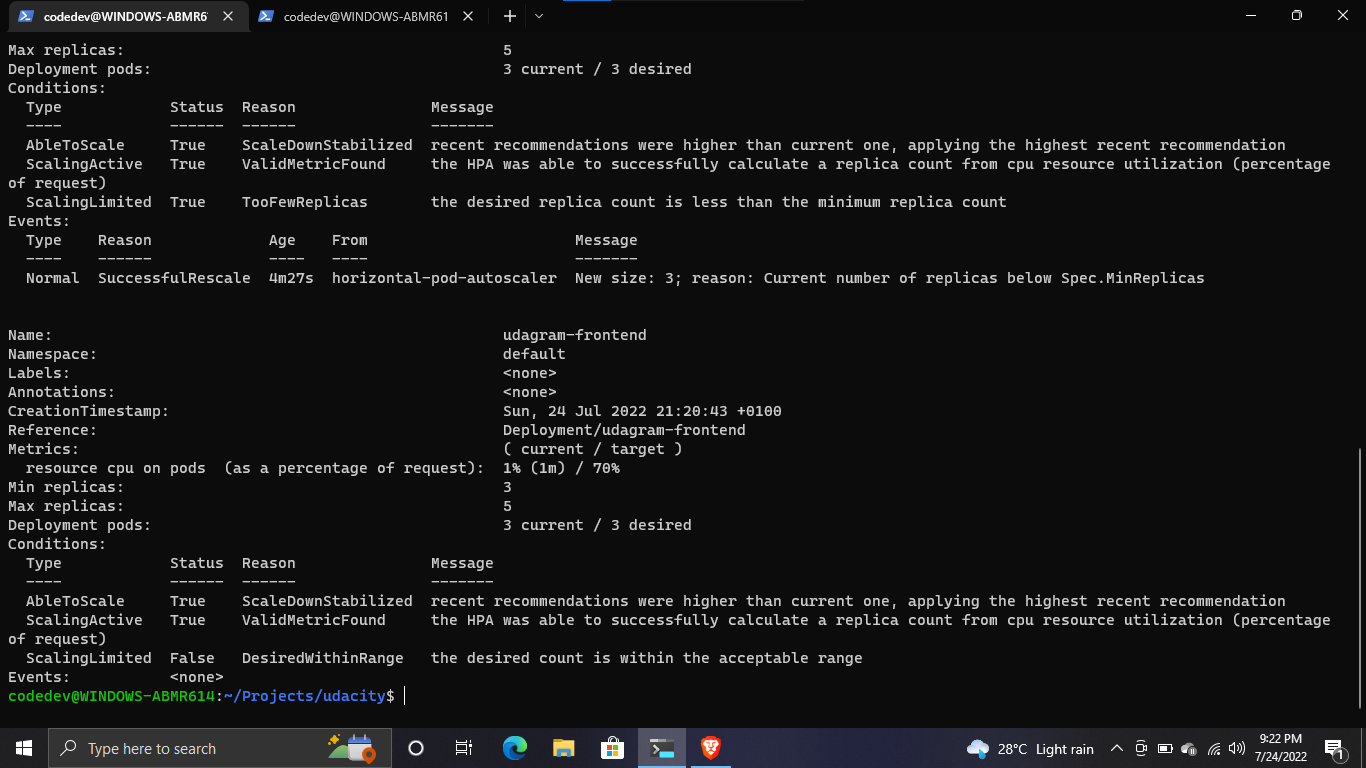 codedev@WINDOWS-ABMR6 codedev@WINDOWS-ABMR61
Max replicas: 5
Deployment pods: 3 current / 3 desired
Conditions:
Type Status Reason Message
---- ------ ------ -------
AbleToScale True ScaleDownStabilized recent recommendations were higher than current one, applying the highest recent recommendation
ScalingActive True ValidMetricFound the HPA was able to successfully calculate a replica count from cpu resource utilization (percentage
of request)
ScalingLimited True TooFewReplicas the desired replica count is less than the minimum replica count
Events:
Type Reason Age From Message
---- ------ ---- ---- -------
Normal SuccessfulRescale 4m27s horizontal-pod-autoscaler New size: 3; reason: Current number of replicas below Spec.MinReplicas
Name: udagram-frontend
Namespace: default
Labels: <none>
Annotations: <none>
CreationTimestamp: Sun, 24 Jul 2022 21:20:43 +0100
Reference: Deployment/udagram-frontend
Metrics: ( current / target )
resource cpu on pods (as a percentage of request): 1% (1m) / 70%
Min replicas: 3
Max replicas: 5
Deployment pods: 3 current / 3 desired
Conditions:
Type Status Reason Message
---- ------ ------ -------
AbleToScale True ScaleDownStabilized recent recommendations were higher than current one, applying the highest recent recommendation
ScalingActive True ValidMetricFound the HPA was able to successfully calculate a replica count from cpu resource utilization (percentage
of request)
ScalingLimited False DesiredWithinRange the desired count is within the acceptable range
Events: <none>
codedev@WINDOWS-ABMR614:~/Projects/udacity$
Type here to search 28°C Light rain 9:22 PM
7/24/2022 1